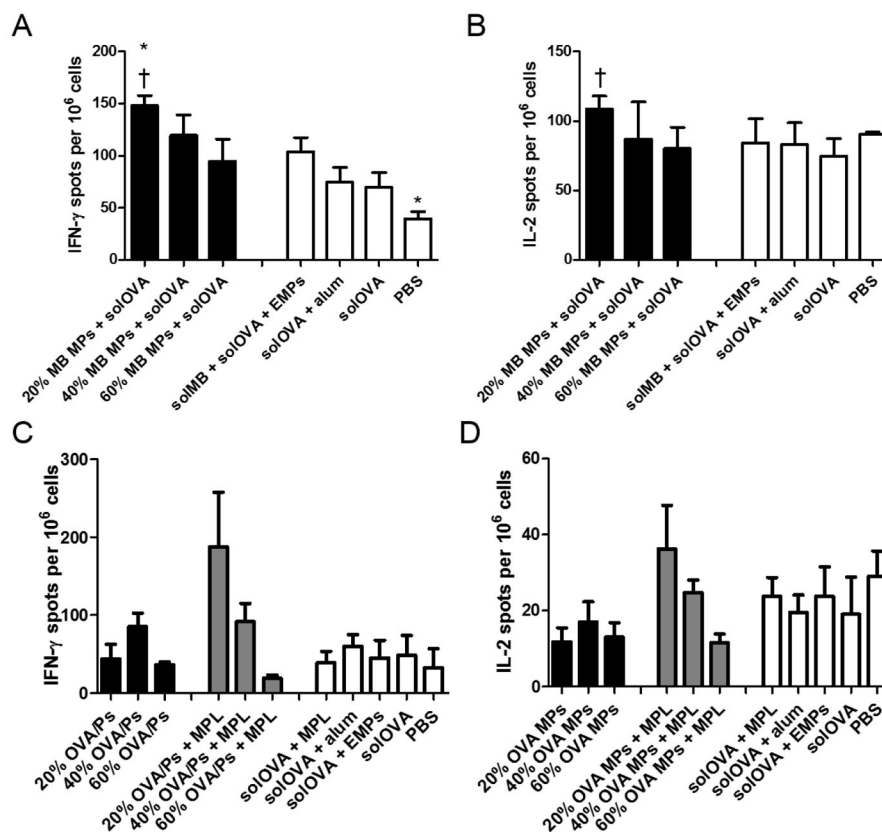 A
IFN-γ spots per 10⁶ cells
200
150
100
50
0
*
†
*
20% MB MPs + solOVA
40% MB MPs + solOVA
60% MB MPs + solOVA
solMB + solOVA + EMPs
solOVA + alum
solOVA
PBS
B
IL-2 spots per 10⁶ cells
150
100
50
0
†
20% MB MPs + solOVA
40% MB MPs + solOVA
60% MB MPs + solOVA
solMB + solOVA + EMPs
solOVA + alum
solOVA
PBS
C
IFN-γ spots per 10⁶ cells
300
200
100
0
20% OVA/Ps
40% OVA/Ps
60% OVA/Ps
20% OVA/Ps + MPL
40% OVA/Ps + MPL
60% OVA/Ps + MPL
solOVA + MPL
solOVA + alum
solOVA + EMPs
solOVA
PBS
D
IL-2 spots per 10⁶ cells
60
40
20
0
20% OVA MPs
40% OVA MPs
60% OVA MPs
20% OVA MPs + MPL
40% OVA MPs + MPL
60% OVA MPs + MPL
solOVA + MPL
solOVA + alum
solOVA + EMPs
solOVA
PBS